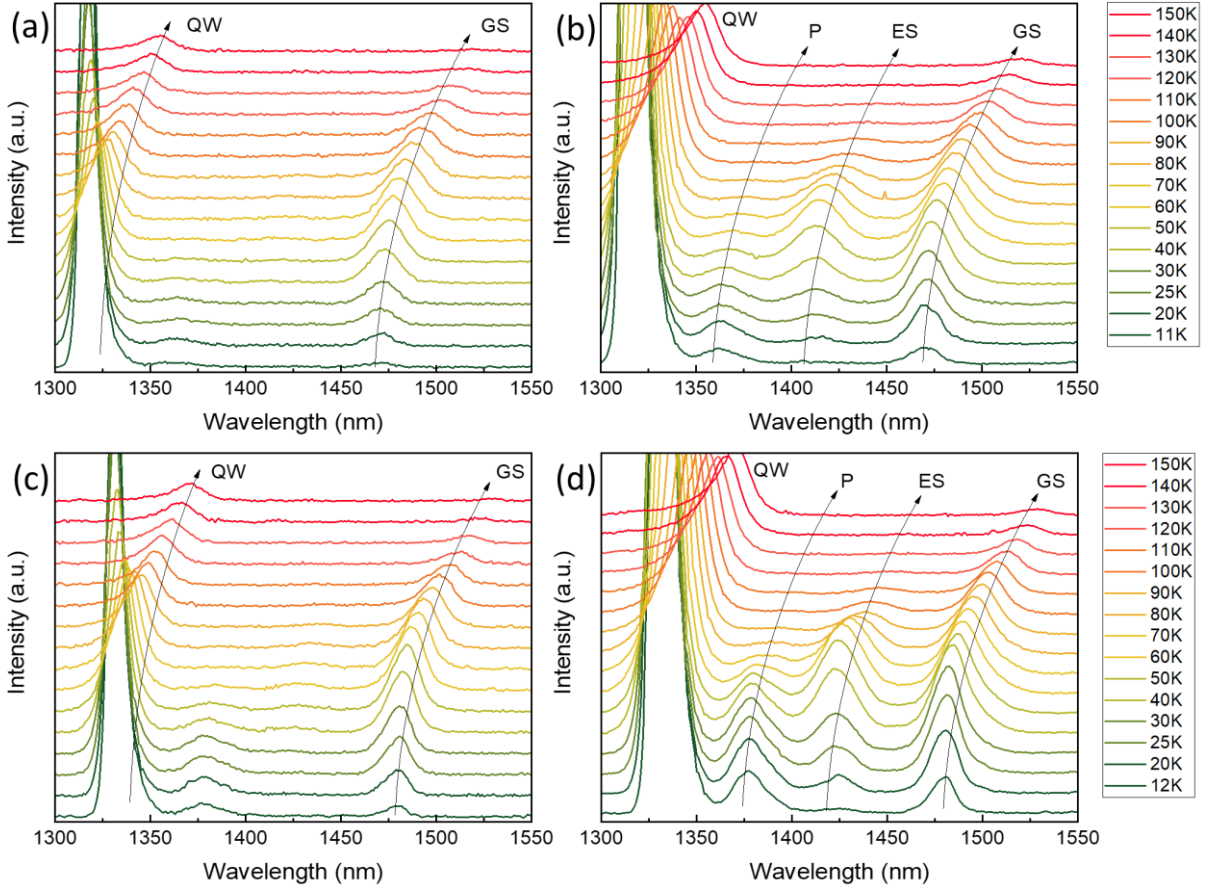 (a)
QW
GS
Intensity (a.u.)
1300 1350 1400 1450 1500 1550
Wavelength (nm)
(b)
QW
P
ES
GS
Intensity (a.u.)
1300 1350 1400 1450 1500 1550
Wavelength (nm)
150K
140K
130K
120K
110K
100K
90K
80K
70K
60K
50K
40K
30K
25K
20K
11K
(c)
QW
GS
Intensity (a.u.)
1300 1350 1400 1450 1500 1550
Wavelength (nm)
(d)
QW
P
ES
GS
Intensity (a.u.)
1300 1350 1400 1450 1500 1550
Wavelength (nm)
150K
140K
130K
120K
110K
100K
90K
80K
70K
60K
50K
40K
30K
25K
20K
12K